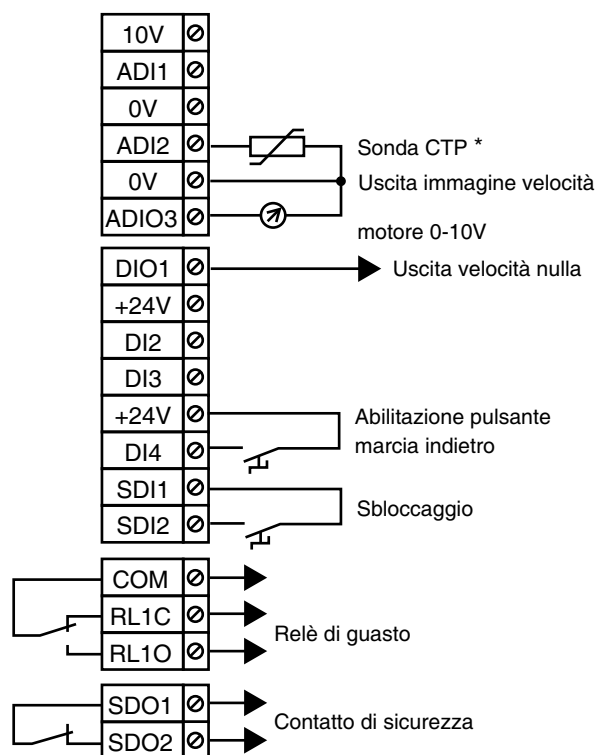 10V
ADI1
0V
ADI2
Sonda CTP *
0V
Uscita immagine velocità
ADIO3
motore 0-10V
DIO1
Uscita velocità nulla
+24V
DI2
DI3
+24V
Abilitazione pulsante
marcia indietro
DI4
SDI1
Sbloccaggio
SDI2
COM
RL1C
Relè di guasto
RL1O
SDO1
Contatto di sicurezza
SDO2